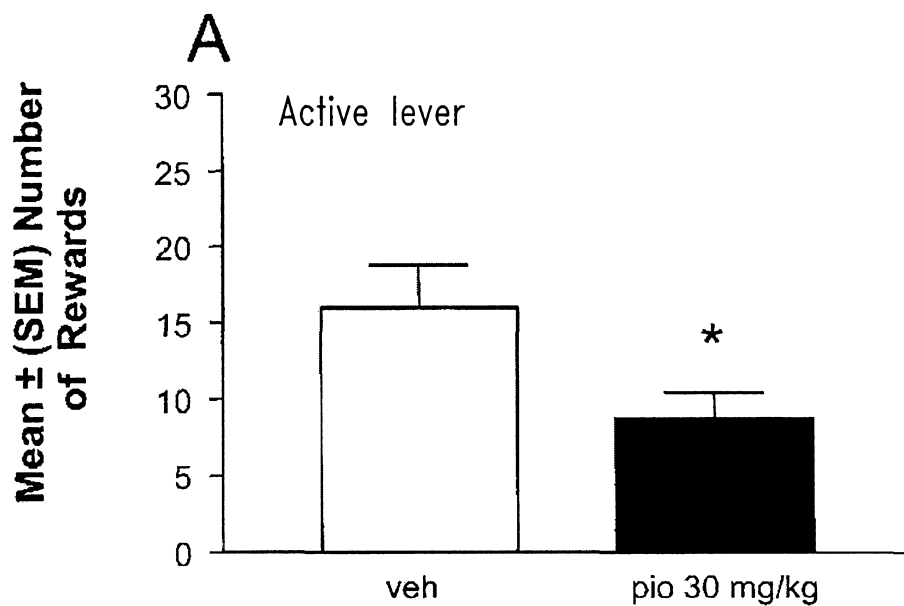 A
Mean ± (SEM) Number
of Rewards
30
25
20
15
10
5
0
Active lever
*
veh
pio 30 mg/kg